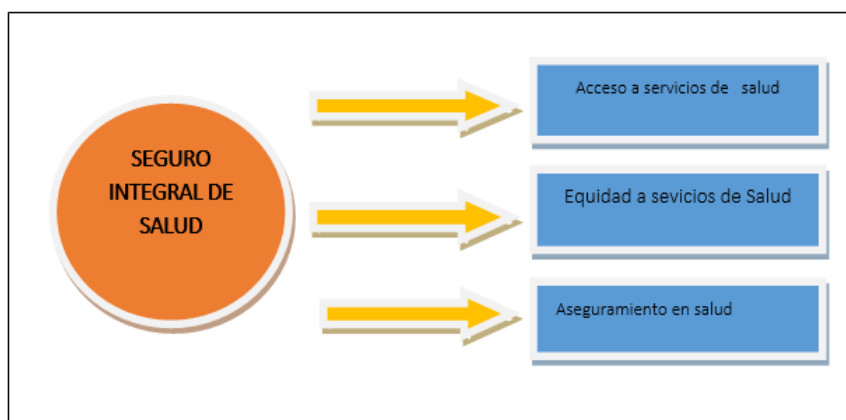 SEGURO
INTEGRAL DE
SALUD
Acceso a servicios de salud
Equidad a sevicios de Salud
Aseguramiento en salud